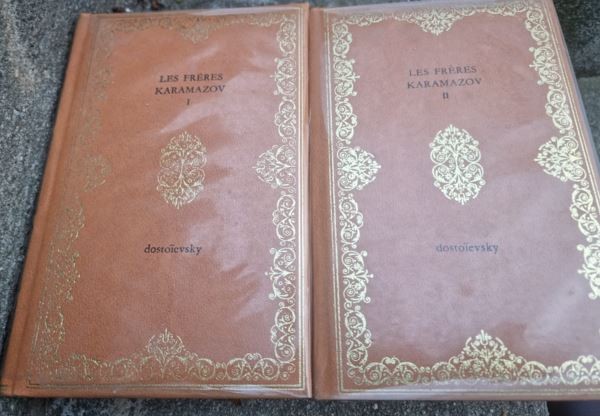 LES FRÈRES
KARAMAZOV
I
dostoïevsky
LES FRÈRES
KARAMAZOV
II
dostoïevsky